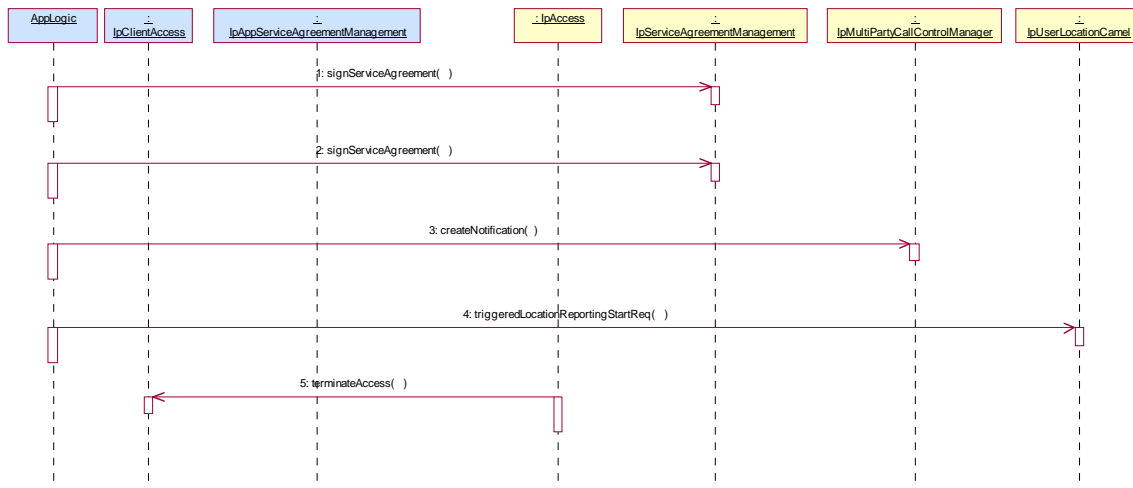 AppLogic
:
IpClientAccess
:
IpAppServiceAgreementManagement
: IpAccess
:
IpServiceAgreementManagement
:
IpMultiPartyCallControlManager
:
IpUserLocationCamel
1: signServiceAgreement( )
2: signServiceAgreement( )
3: createNotification( )
4: triggeredLocationReportingStartReq( )
5: terminateAccess( )